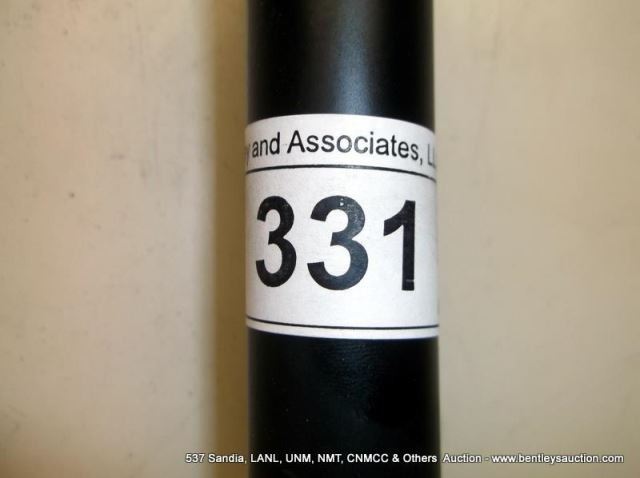 and Associates,
331
537 Sandia, LANL, UNM, NMT, CNMCC & Others Auction - www.bentleysauction.com